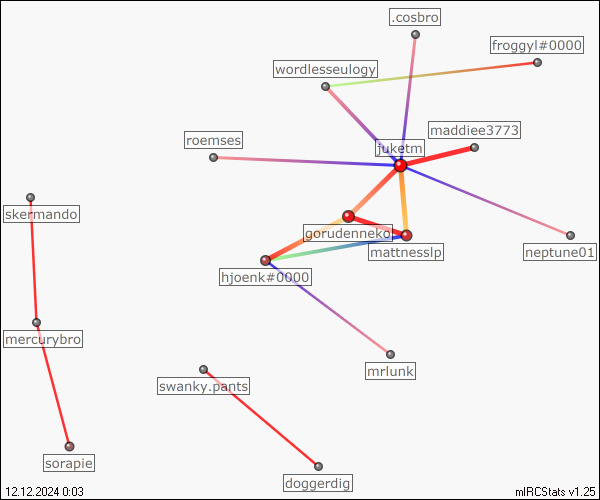 .cosbro
froggyl#0000
wordlesseulogy
maddiee3773
roemses
juketm
skermando
gorudenneko
mattnesslp
neptune01
hjoenk#0000
mercurybro
mrlunk
swanky.pants
sorapie
doggerdig
12.12.2024 0:03
mIRCStats v1.25